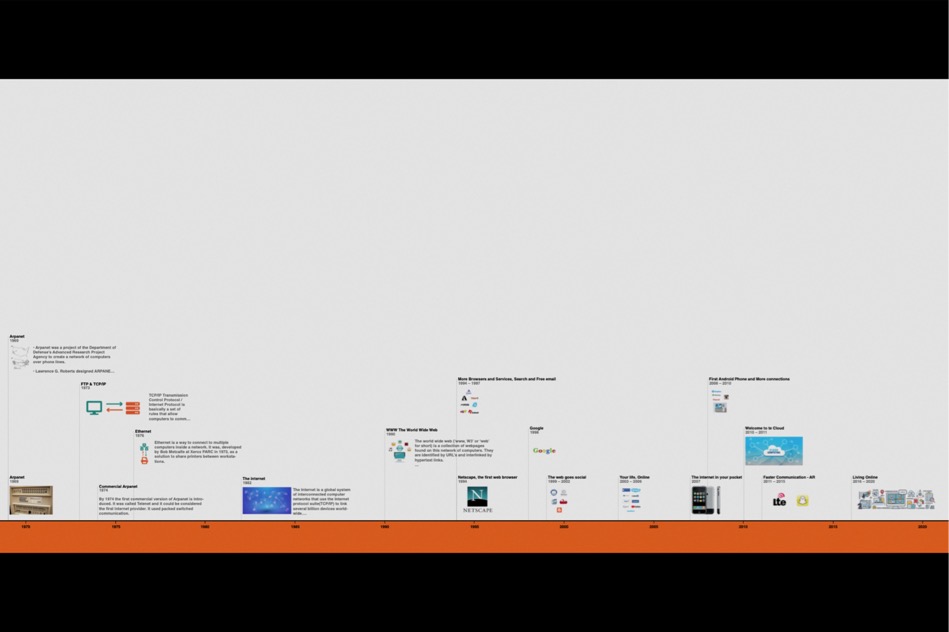 Arpanet
1969
- Arpanet was a project of the Department of
Defense's Advanced Research Project
Agency to create a network of computers
over phone lines.
- Lawrence G. Roberts designed ARPANE...
FTP & TCP/IP
1973
TCP/IP Transmission
Control Protocol /
Internet Protocol is
basically a set of
rules that allow
computers to comm...
More Browsers and Services, Search and Free email
1994 – 1997
First Android Phone and More connections
Ethernet
Ethernet is a way to connect to multiple
computers inside a network. It was, developed
by Bob Metcalfe at Xerox PARC in 1973, as a
solution to share printers between worksta-
tions.
WWW The World Wide Web
1990
The world wide web ('www, W3' or 'web'
for short) is a collection of webpages
found on this network of computers. They
are identified by URL's and interlinked by
hypertext links.
...
Google
1998
Google
Welcome to le Cloud
2010 – 2011
Arpanet
1969
Commercial Arpanet
1974
By 1974 the first commercial version of Arpanet is intro-
duced. It was called Telenet and it could be considered
the first internet provider. It used packed switched
communication.
The internet
1982
The Internet is a global system
of interconnected computer
networks that use the Internet
protocol suite(TCP/IP) to link
several billion devices world-
wide...
Netscape, the first web browser
1994
N
NETSCAPE
The web goes social
Your life, Online
The internet in your pocket
2007
Faster Communication - AR
2011 – 2015
lte
Living Online
2016 – 2020
1970
1975
1980
1985
1990
1995
2000
2005
2010
2015
2020